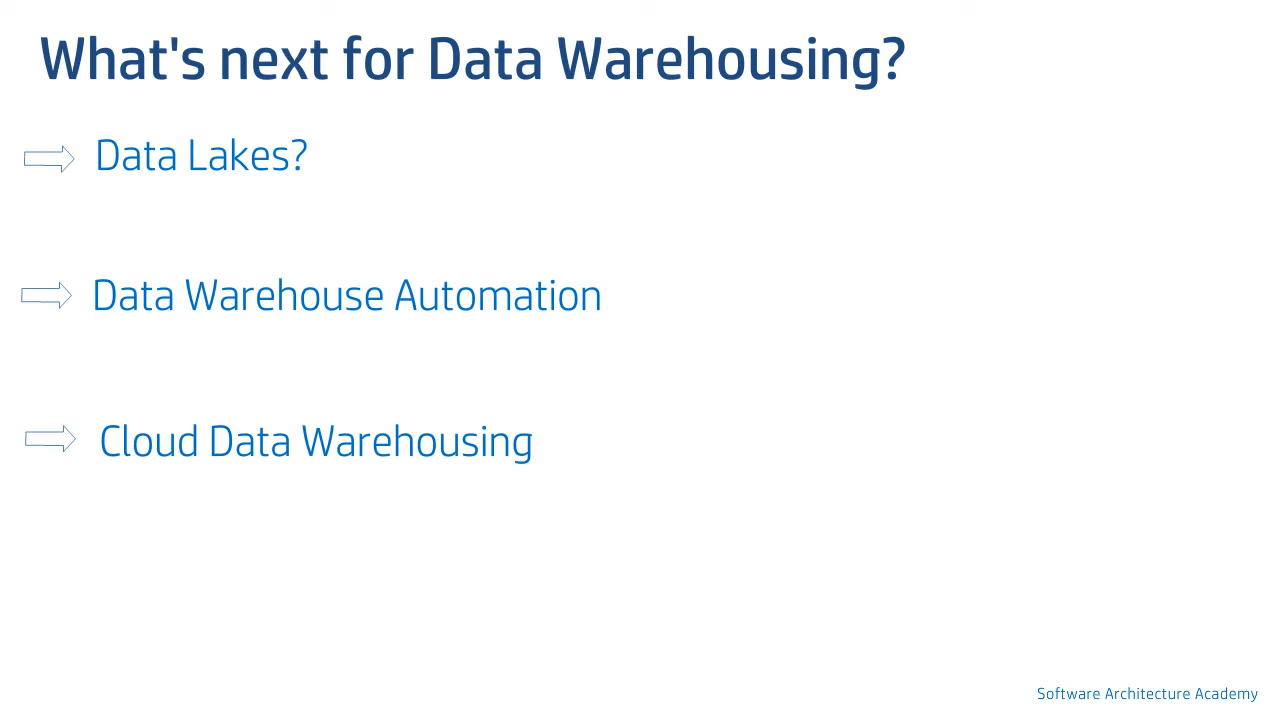 What's next for Data Warehousing?
Data Lakes?
Data Warehouse Automation
Cloud Data Warehousing
Software Architecture Academy